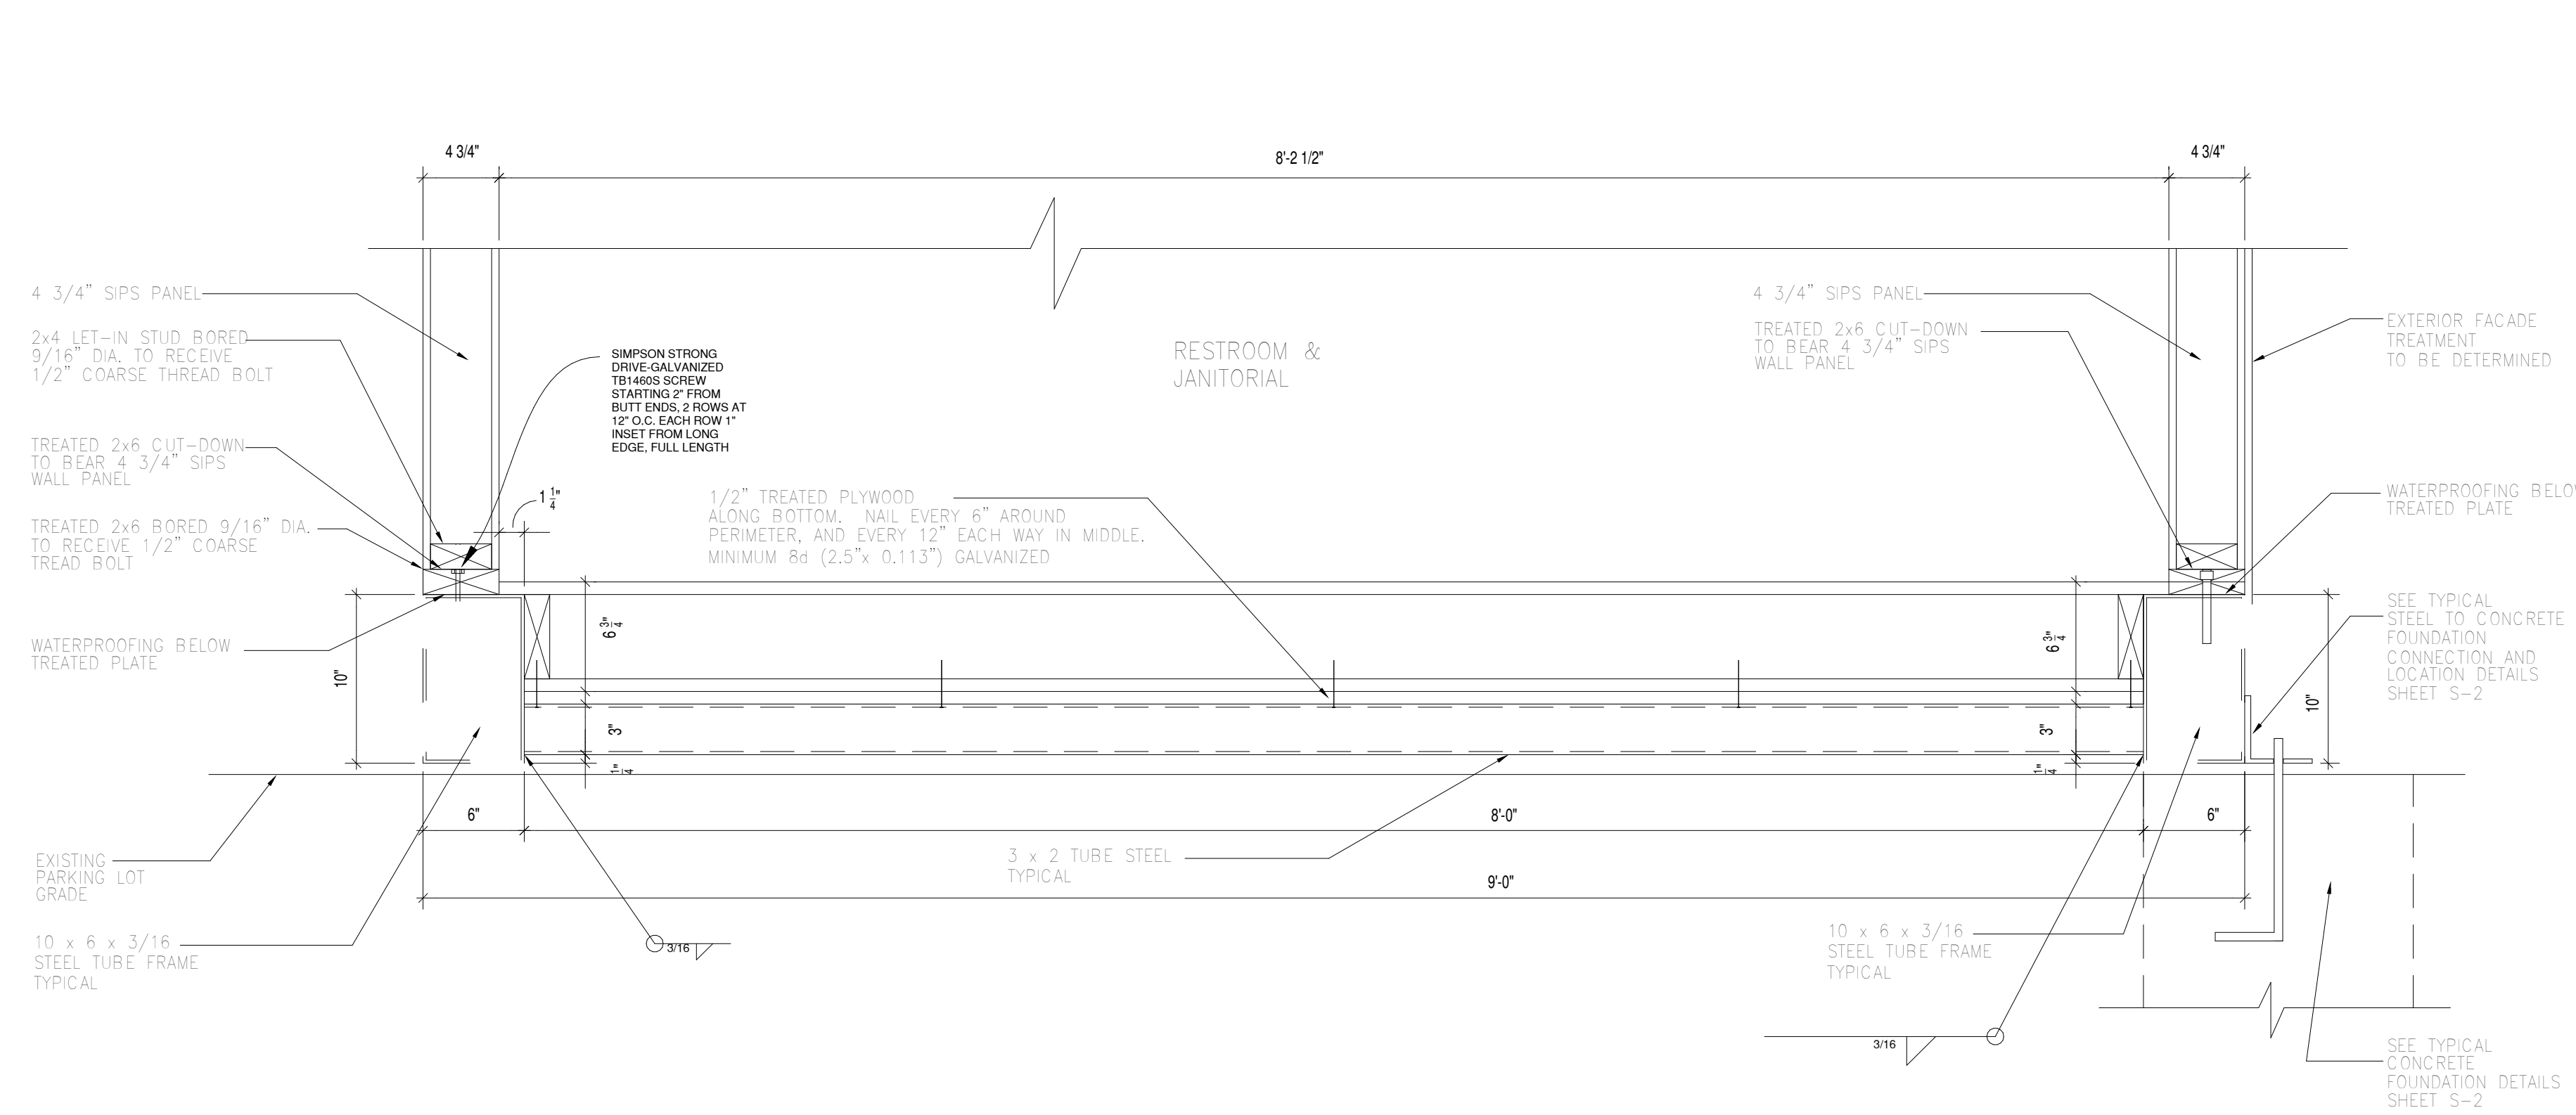 4 3/4"
8'-2 1/2"
4 3/4"
4 3/4" SIPS PANEL
2x4 LET-IN STUD BORED
9/16" DIA. TO RECEIVE
1/2" COARSE THREAD BOLT
TREATED 2x6 CUT-DOWN
TO BEAR 4 3/4" SIPS
WALL PANEL
TREATED 2x6 BORED 9/16" DIA.
TO RECEIVE 1/2" COARSE
TREAD BOLT
WATERPROOFING BELOW
TREATED PLATE
10"
EXISTING
PARKING LOT
GRADE
10 x 6 x 3/16
STEEL TUBE FRAME
TYPICAL
SIMPSON STRONG
DRIVE-GALVANIZED
TB1460S SCREW
STARTING 2" FROM
BUTT ENDS, 2 ROWS AT
12" O.C. EACH ROW 1"
INSET FROM LONG
EDGE, FULL LENGTH
1 1/4"
RESTROOM &
JANITORIAL
1/2" TREATED PLYWOOD
ALONG BOTTOM. NAIL EVERY 6" AROUND
PERIMETER, AND EVERY 12" EACH WAY IN MIDDLE.
MINIMUM 8d (2.5"x 0.113") GALVANIZED
6 3/4"
3"
1/4"
6 3/4"
3"
1/4"
6"
8'-0"
6"
3 x 2 TUBE STEEL
TYPICAL
9'-0"
3/16
3/16
4 3/4" SIPS PANEL
TREATED 2x6 CUT-DOWN
TO BEAR 4 3/4" SIPS
WALL PANEL
10 x 6 x 3/16
STEEL TUBE FRAME
TYPICAL
EXTERIOR FACADE
TREATMENT
TO BE DETERMINED
WATERPROOFING BELO
TREATED PLATE
SEE TYPICAL
STEEL TO CONCRETE
FOUNDATION
CONNECTION AND
LOCATION DETAILS
SHEET S-2
10"
SEE TYPICAL
CONCRETE
FOUNDATION DETAILS
SHEET S-2